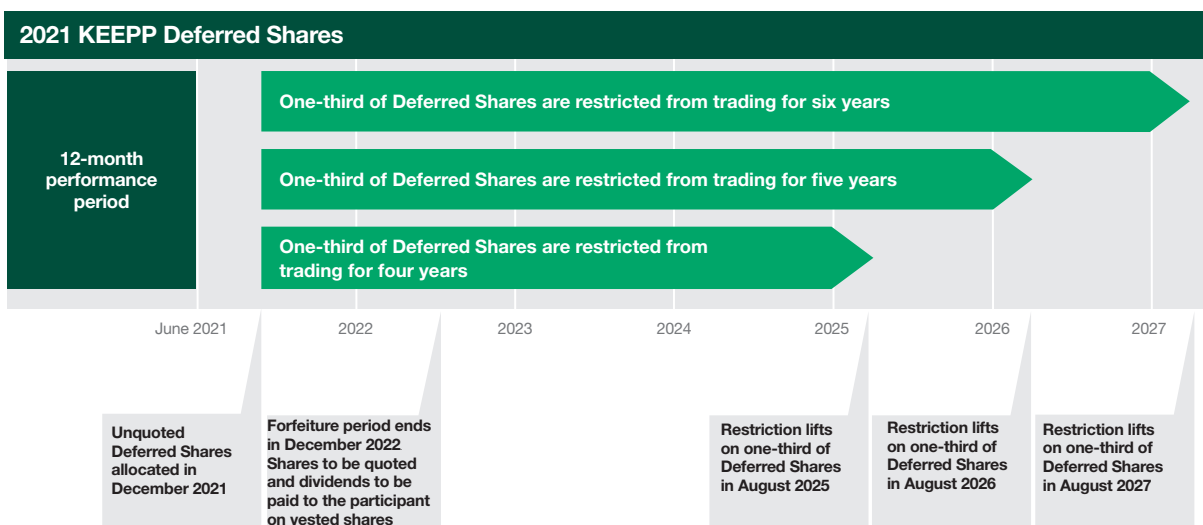 2021 KEEPP Deferred Shares
12-month
performance
period
One-third of Deferred Shares are restricted from trading for six years
One-third of Deferred Shares are restricted from trading for five years
One-third of Deferred Shares are restricted from
trading for four years
June 2021
2022
2023
2024
2025
2026
2027
Unquoted
Deferred Shares
allocated in
December 2021
Forfeiture period ends
in December 2022
Shares to be quoted
and dividends to be
paid to the participant
on vested shares
Restriction lifts
on one-third of
Deferred Shares
in August 2025
Restriction lifts
on one-third of
Deferred Shares
in August 2026
Restriction lifts
on one-third of
Deferred Shares
in August 2027